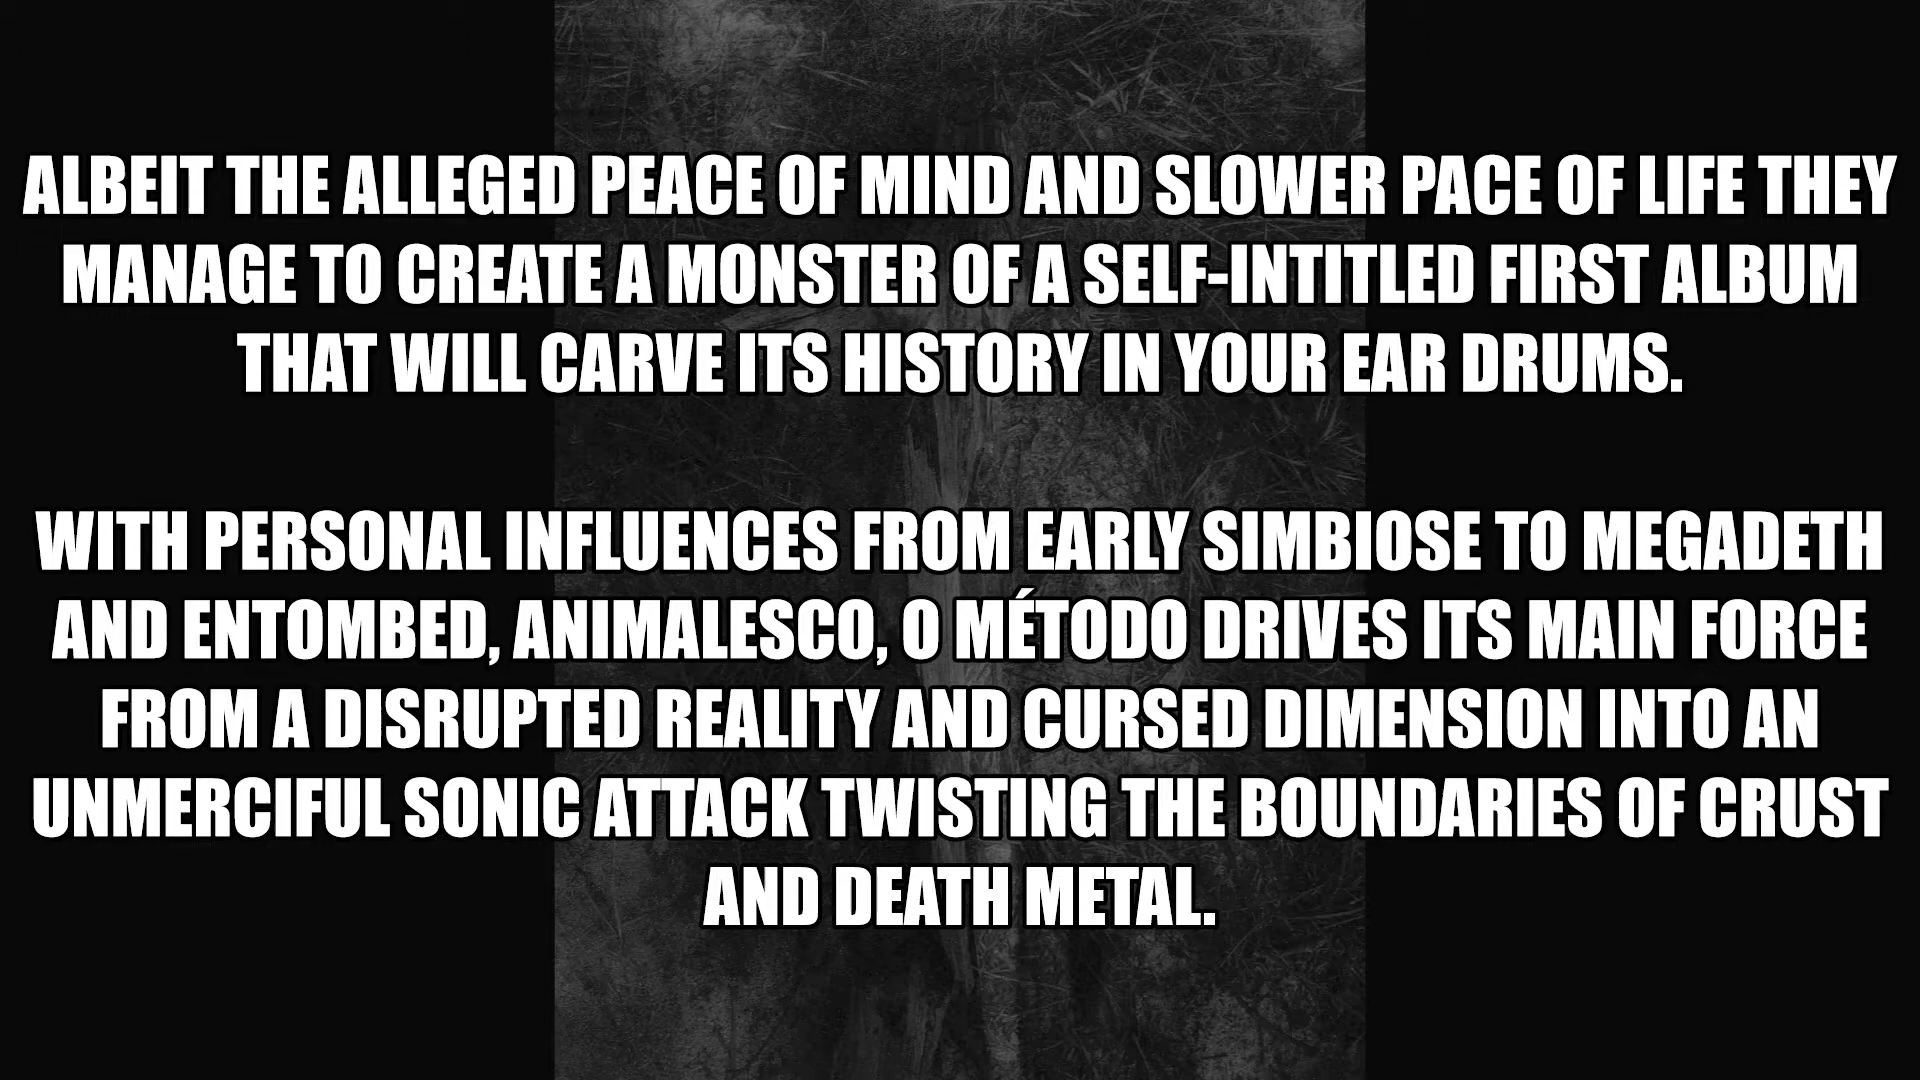 ALBEIT THE ALLEGED PEACE OF MIND AND SLOWER PACE OF LIFE THEY
MANAGE TO CREATE A MONSTER OF A SELF-INTITLED FIRST ALBUM
THAT WILL CARVE ITS HISTORY IN YOUR EAR DRUMS.
WITH PERSONAL INFLUENCES FROM EARLY SIMBIOSE TO MEGADETH
AND ENTOMBED, ANIMALESCO, O MÉTODO DRIVES ITS MAIN FORCE
FROM A DISRUPTED REALITY AND CURSED DIMENSION INTO AN
UNMERCIFUL SONIC ATTACK TWISTING THE BOUNDARIES OF CRUST
AND DEATH METAL.